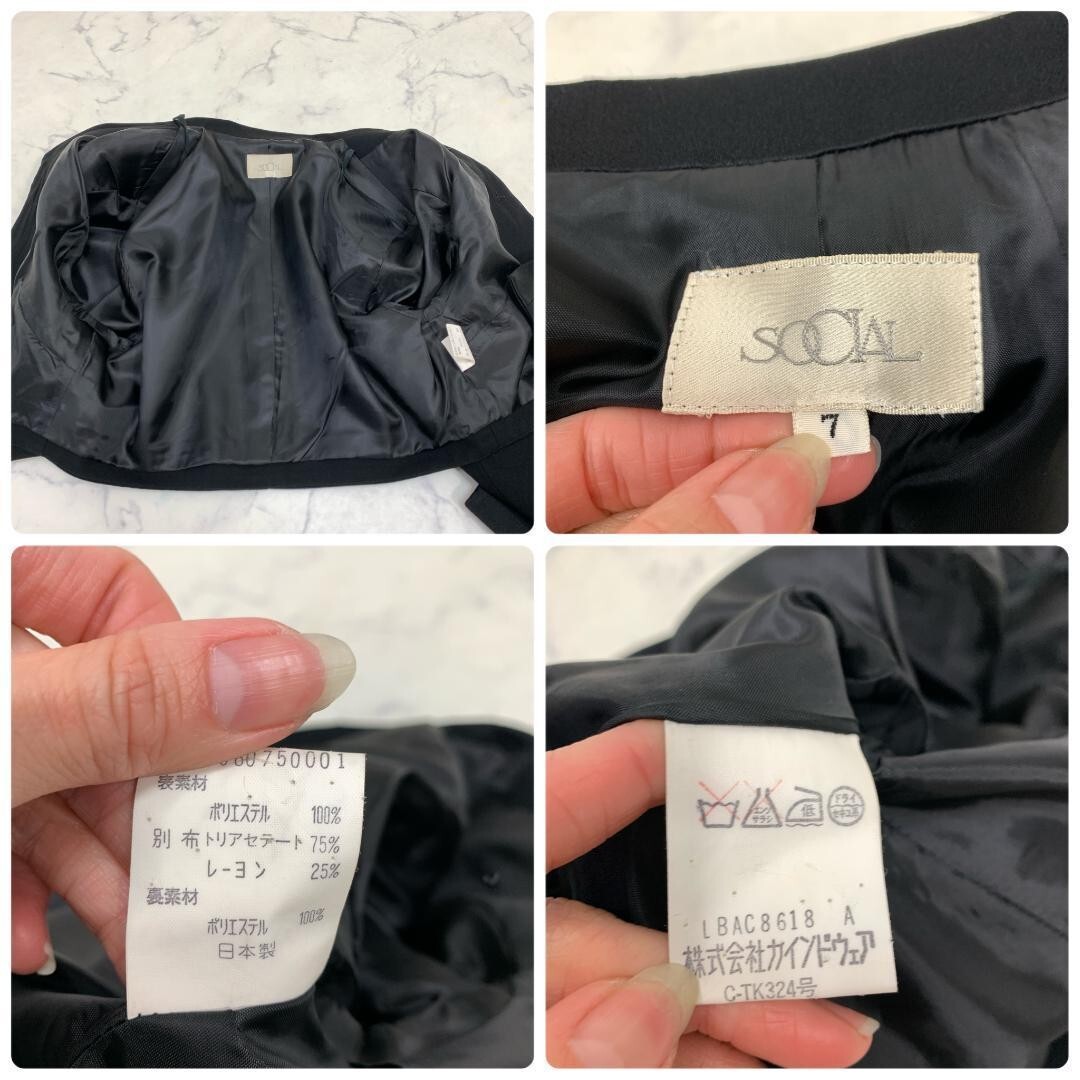 SOCIAL
SOCIAL
7
80750001
表素材
ポリエステル 100%
別布 トリアセテート 75%
レーヨン 25%
裏素材
ポリエステル 100%
日本製
エンソサラシ 低 ドライセキユ系
LBAC8618 A
株式会社カインドウェア
C-TK324号